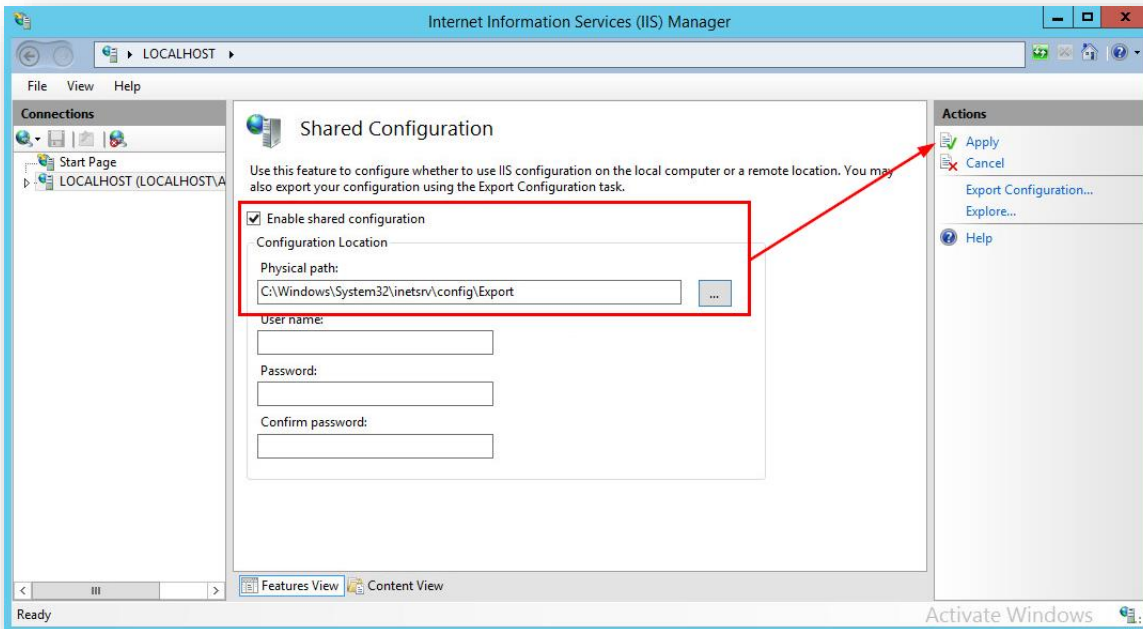 Internet Information Services (IIS) Manager
LOCALHOST
File View Help
Connections
Start Page
LOCALHOST (LOCALHOST\A
Shared Configuration
Use this feature to configure whether to use IIS configuration on the local computer or a remote location. You may
also export your configuration using the Export Configuration task.
Enable shared configuration
Configuration Location
Physical path:
C:\Windows\System32\inetsrv\config\Export
...
User name:
Password:
Confirm password:
Features View Content View
Actions
Apply
Cancel
Export Configuration...
Explore...
Help
Ready
Activate Windows